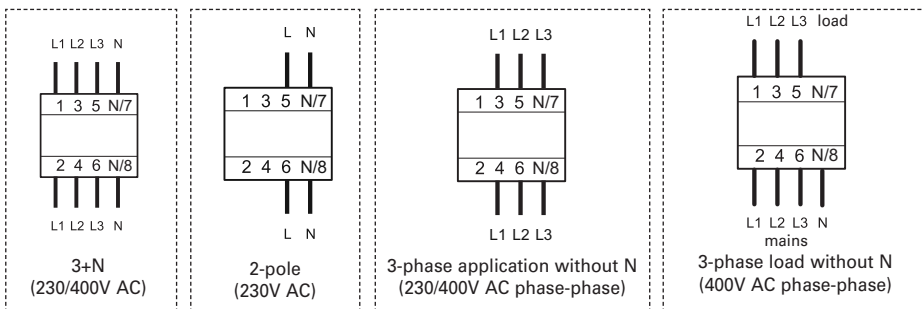 L1 L2 L3 N
1 3 5 N/7
2 4 6 N/8
L1 L2 L3 N
3+N
(230/400V AC)
L N
1 3 5 N/7
2 4 6 N/8
L N
2-pole
(230V AC)
L1 L2 L3
1 3 5 N/7
2 4 6 N/8
L1 L2 L3
3-phase application without N
(230/400V AC phase-phase)
L1 L2 L3 load
1 3 5 N/7
2 4 6 N/8
L1 L2 L3 N
mains
3-phase load without N
(400V AC phase-phase)